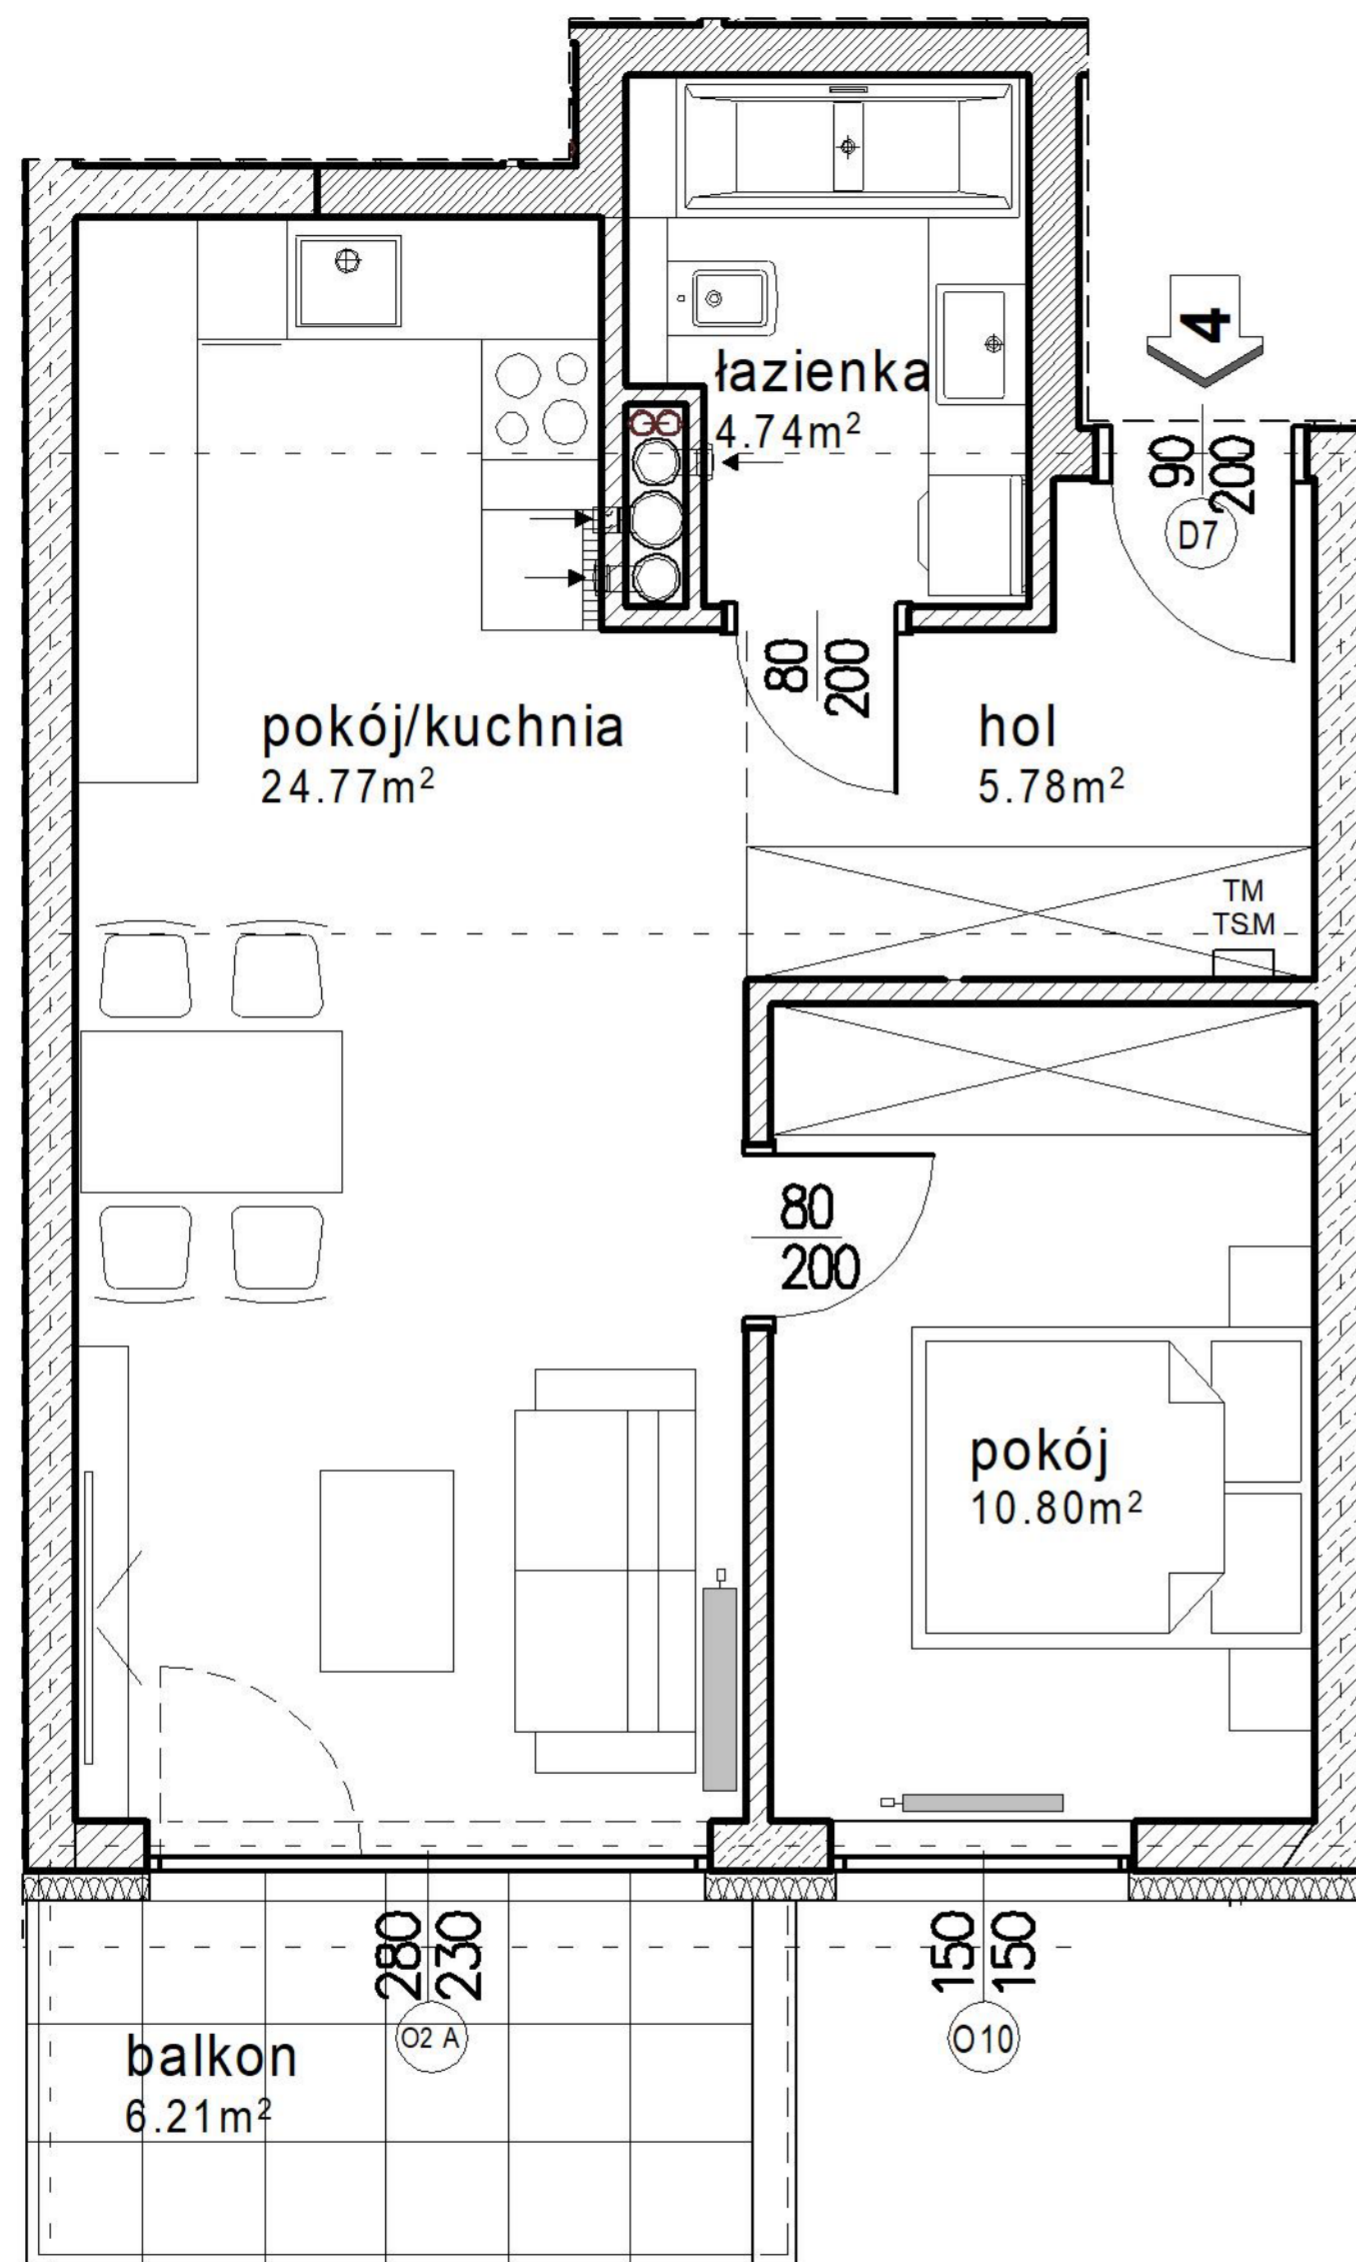 4
łazienka
4.74m²
90
200
D7
80
200
pokój/kuchnia
24.77m²
hol
5.78m²
TM
TSM
80
200
pokój
10.80m²
280
230
O2 A
150
150
O10
balkon
6.21m²